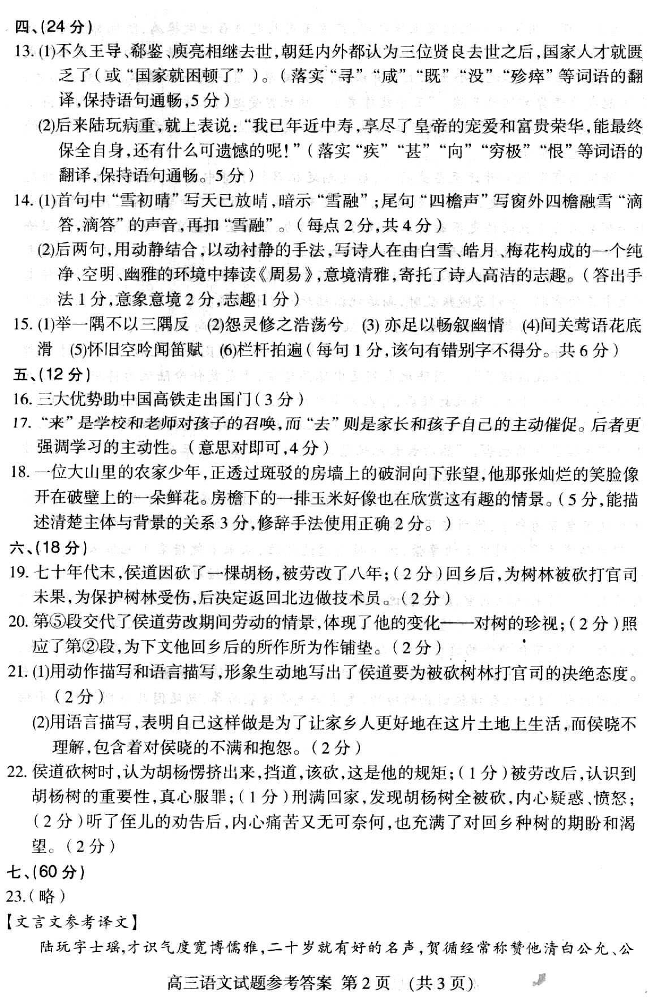 四、(24分)
13. (1)不久王导、郗鉴、庾亮相继去世,朝廷内外都认为三位贤良去世之后,国家人才就匮
乏了(或“国家就困顿了”)。(落实“寻”“咸”“既”“没”“殄瘁”等词语的翻
译,保持语句通畅,5分)
(2)后来陆玩病重,就上表说:“我已年近中寿,享尽了皇帝的宠爱和富贵荣华,能最终
保全自身,还有什么可遗憾的呢!”(落实“疾”“甚”“向”“穷极”“恨”等词语的
翻译,保持语句通畅。5分)
14. (1)首句中“雪初晴”写天已放晴,暗示“雪融”;尾句“四檐声”写窗外四檐融雪“滴
答,滴答”的声音,再扣“雪融”。(每点2分,共4分)
(2)后两句,用动静结合,以动衬静的手法,写诗人在由白雪、皓月、梅花构成的一个纯
净、空明、幽雅的环境中捧读《周易》,意境清雅,寄托了诗人高洁的志趣。(答出手
法1分,意象意境2分,志趣1分)
15. (1)举一隅不以三隅反 (2)怨灵修之浩荡兮 (3)亦足以畅叙幽情 (4)间关莺语花底
滑 (5)怀旧空吟闻笛赋 (6)栏杆拍遍(每句1分,该句有错别字不得分。共6分)
五、(12分)
16. 三大优势助中国高铁走出国门(3分)
17. “来”是学校和老师对孩子的召唤,而“去”则是家长和孩子自己的主动催促。后者更
强调学习的主动性。(意思对即可,4分)
18. 一位大山里的农家少年,正透过斑驳的房墙上的破洞向下张望,他那张灿烂的笑脸像
开在破壁上的一朵鲜花。房檐下的一排玉米好像也在欣赏这有趣的情景。(5分,能描
述清楚主体与背景的关系3分,修辞手法使用正确2分。)
六、(18分)
19. 七十年代末,侯道因砍了一棵胡杨,被劳改了八年;(2分)回乡后,为树林被砍打官司
未果,为保护树林受伤,后决定返回北边做技术员。(2分)
20. 第⑤段交代了侯道劳改期间劳动的情景,体现了他的变化——对树的珍视;(2分)照
应了第②段,为下文他回乡后的所作所为作铺垫。(2分)
21. (1)用动作描写和语言描写,形象生动地写出了侯道要为被砍树林打官司的决绝态度。
(2分)
(2)用语言描写,表明自己这样做是为了让家乡人更好地在这片土地上生活,而侯晓不
理解,包含着对侯晓的不满和抱怨。(2分)
22. 侯道砍树时,认为胡杨愣挤出来,挡道,该砍,这是他的规矩;(1分)被劳改后,认识到
胡杨树的重要性,真心服罪;(1分)刑满回家,发现胡杨树全被砍,内心疑惑、愤怒;
(2分)听了侄儿的劝告后,内心痛苦又无可奈何,也充满了对回乡种树的期盼和渴
望。(2分)
七、(60分)
23.(略)
【文言文参考译文】
陆玩字士瑶,才识气度宽博儒雅,二十岁就有好的名声,贺循经常称赞他清白公允、公
高三语文试题参考答案 第2页 (共3页)